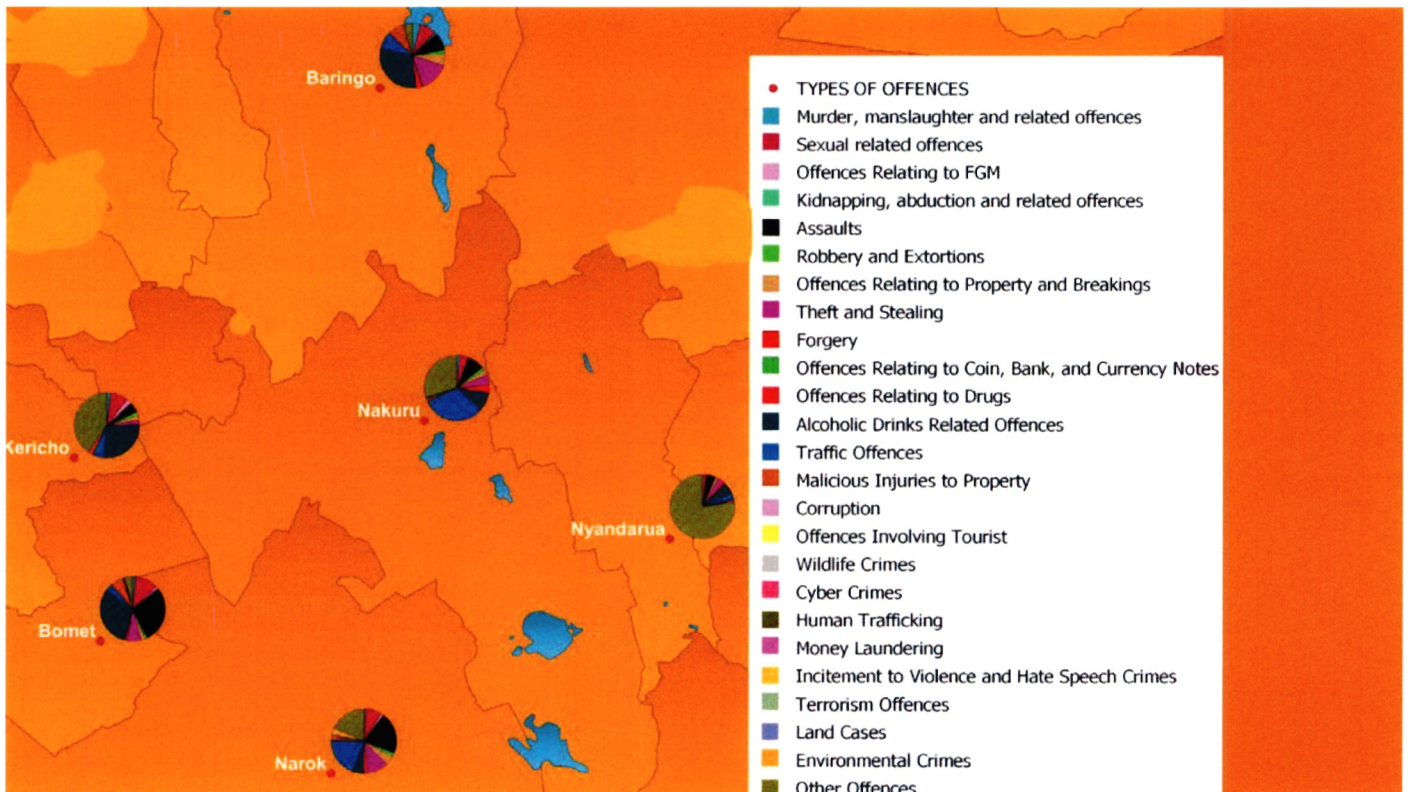 Baringo
Nakuru
Kericho
Nyandarua
Bomet
Narok
TYPES OF OFFENCES
Murder, manslaughter and related offences
Sexual related offences
Offences Relating to FGM
Kidnapping, abduction and related offences
Assaults
Robbery and Extortions
Offences Relating to Property and Breakings
Theft and Stealing
Forgery
Offences Relating to Coin, Bank, and Currency Notes
Offences Relating to Drugs
Alcoholic Drinks Related Offences
Traffic Offences
Malicious Injuries to Property
Corruption
Offences Involving Tourist
Wildlife Crimes
Cyber Crimes
Human Trafficking
Money Laundering
Incitement to Violence and Hate Speech Crimes
Terrorism Offences
Land Cases
Environmental Crimes
Other Offences